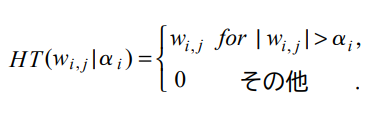 HT(w_{i,j}|α_i) = { w_{i,j} for |w_{i,j}|>α_i,
0 その他 .